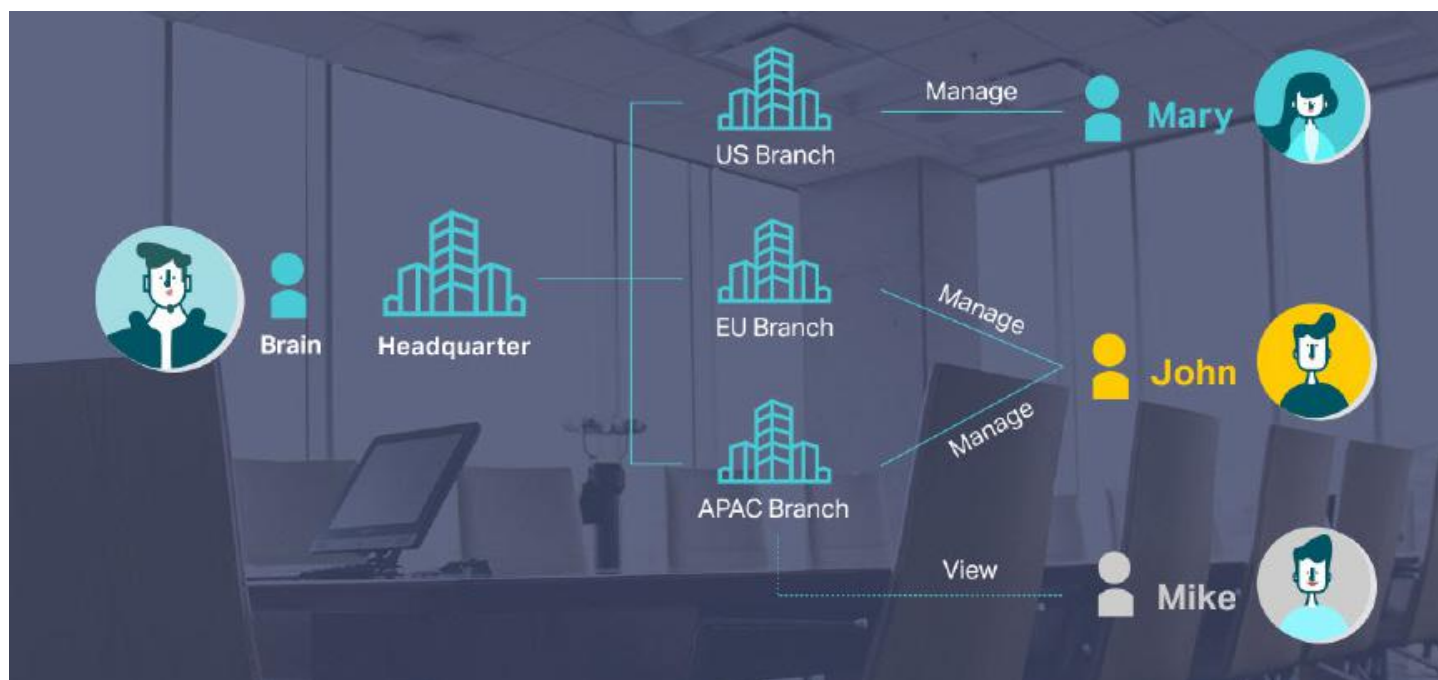 Manage
Mary
US Branch
Brain
Headquarter
EU Branch
Manage
John
Manage
APAC Branch
View
Mike